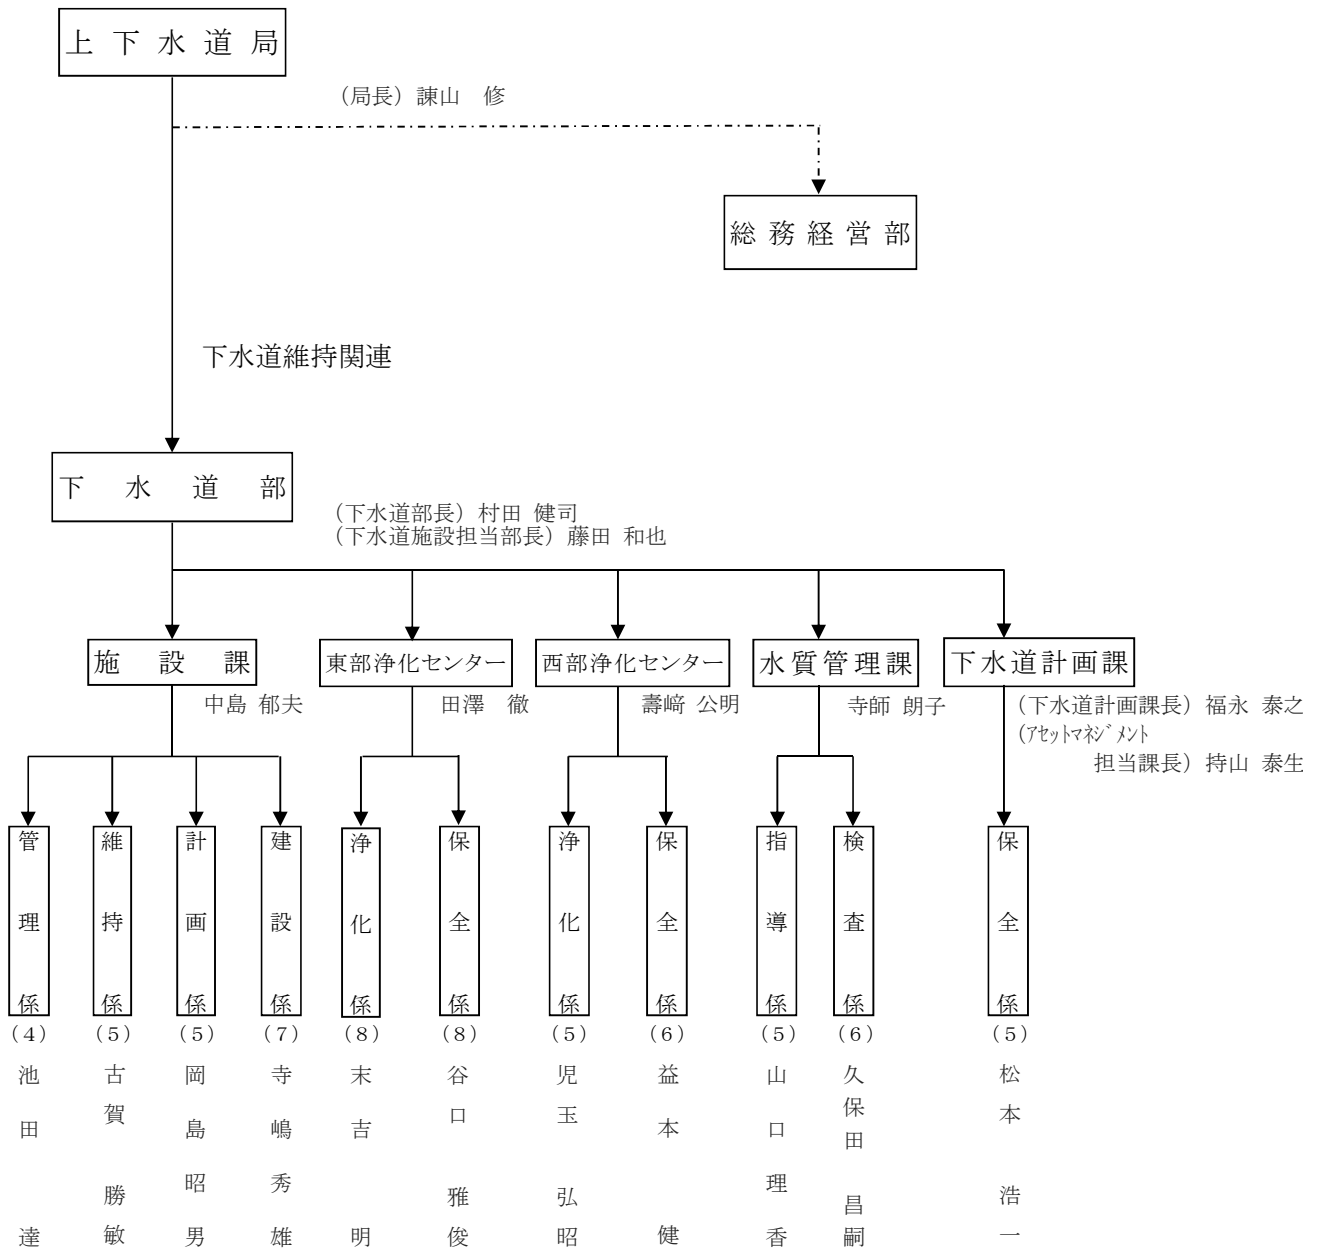 上下水道局
（局長）諌山　修
総務経営部
下水道維持関連
下水道部
（下水道部長）村田 健司
（下水道施設担当部長）藤田 和也
施設課
東部浄化センター
西部浄化センター
水質管理課
下水道計画課
中島 郁夫
田澤　徹
壽﨑 公明
寺師 朗子
（下水道計画課長）福永 泰之
（ｱｾｯﾄﾏﾈｼﾞﾒﾝﾄ
担当課長）持山 泰生
管理係
（4）
池田　達
維持係
（5）
古賀　勝敏
計画係
（5）
岡島昭男
建設係
（7）
寺嶋秀雄
浄化係
（8）
末吉　明
保全係
（8）
谷口　雅俊
浄化係
（5）
児玉　弘昭
保全係
（6）
益本　健
指導係
（5）
山口理香
検査係
（6）
久保田　昌嗣
保全係
（5）
松本　浩一